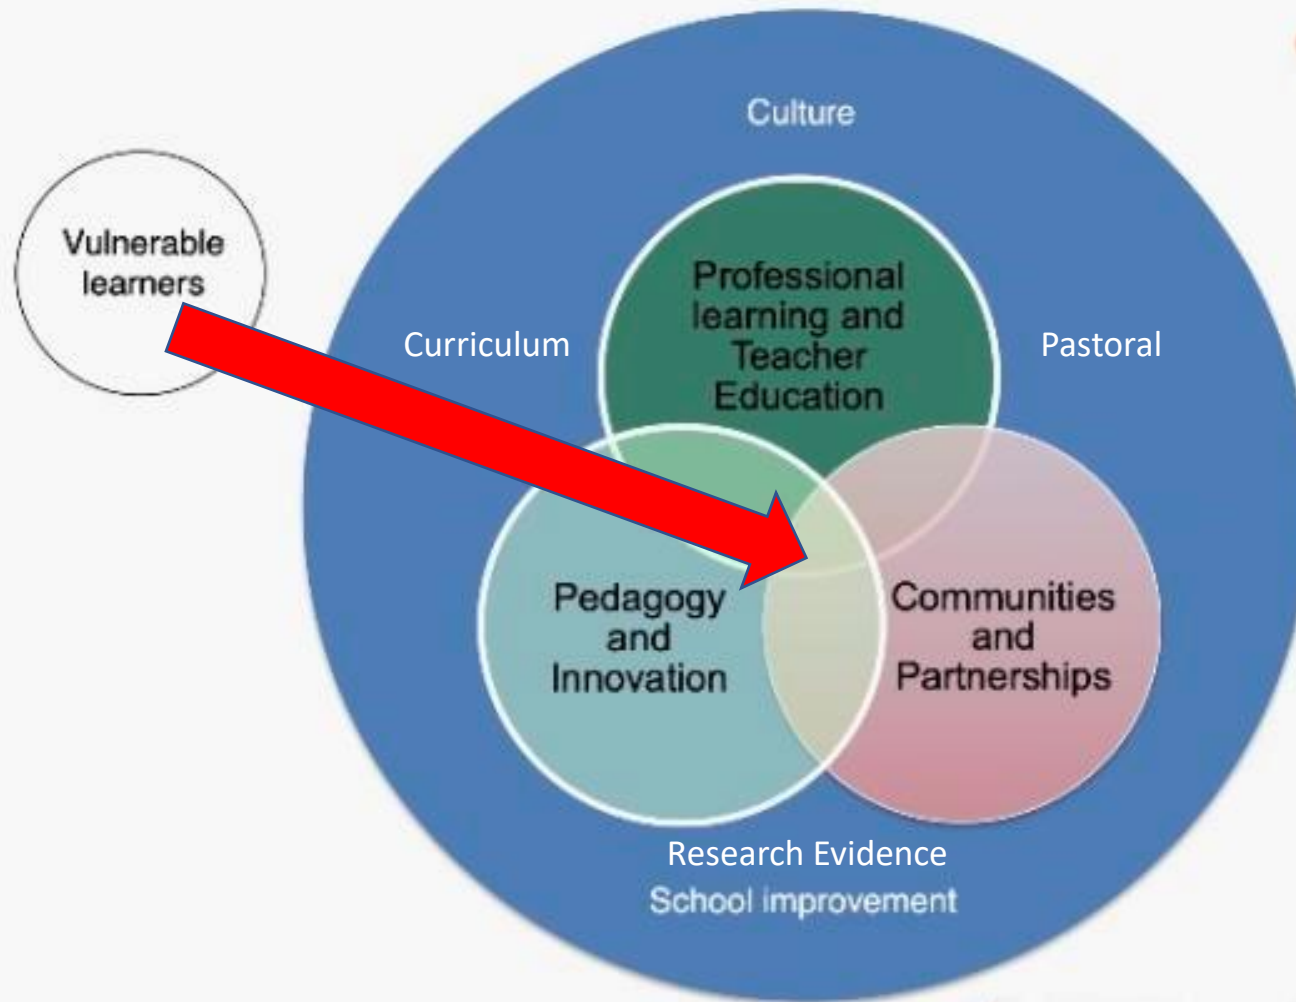 Culture
Vulnerable
learners
Professional
learning and
Teacher
Education
Curriculum
Pastoral
Pedagogy
and
Innovation
Communities
and
Partnerships
Research Evidence
School improvement